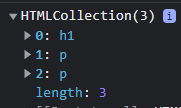 ▼HTMLCollection(3) i
▶0: h1
▶1: p
▶2: p
length: 3